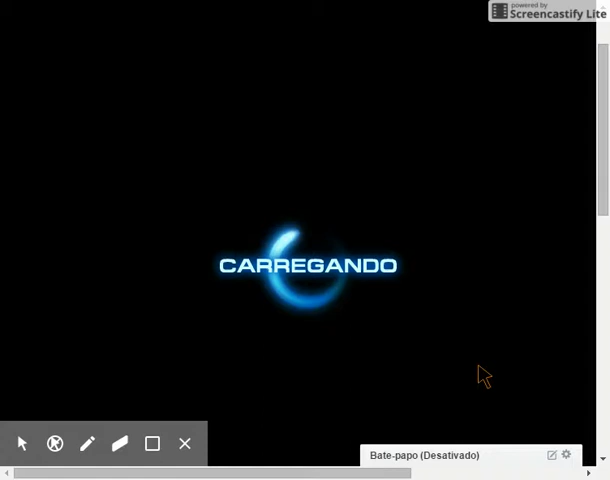 powered by
Screencastify Lite
CARREGANDO
Bate-papo (Desativado)